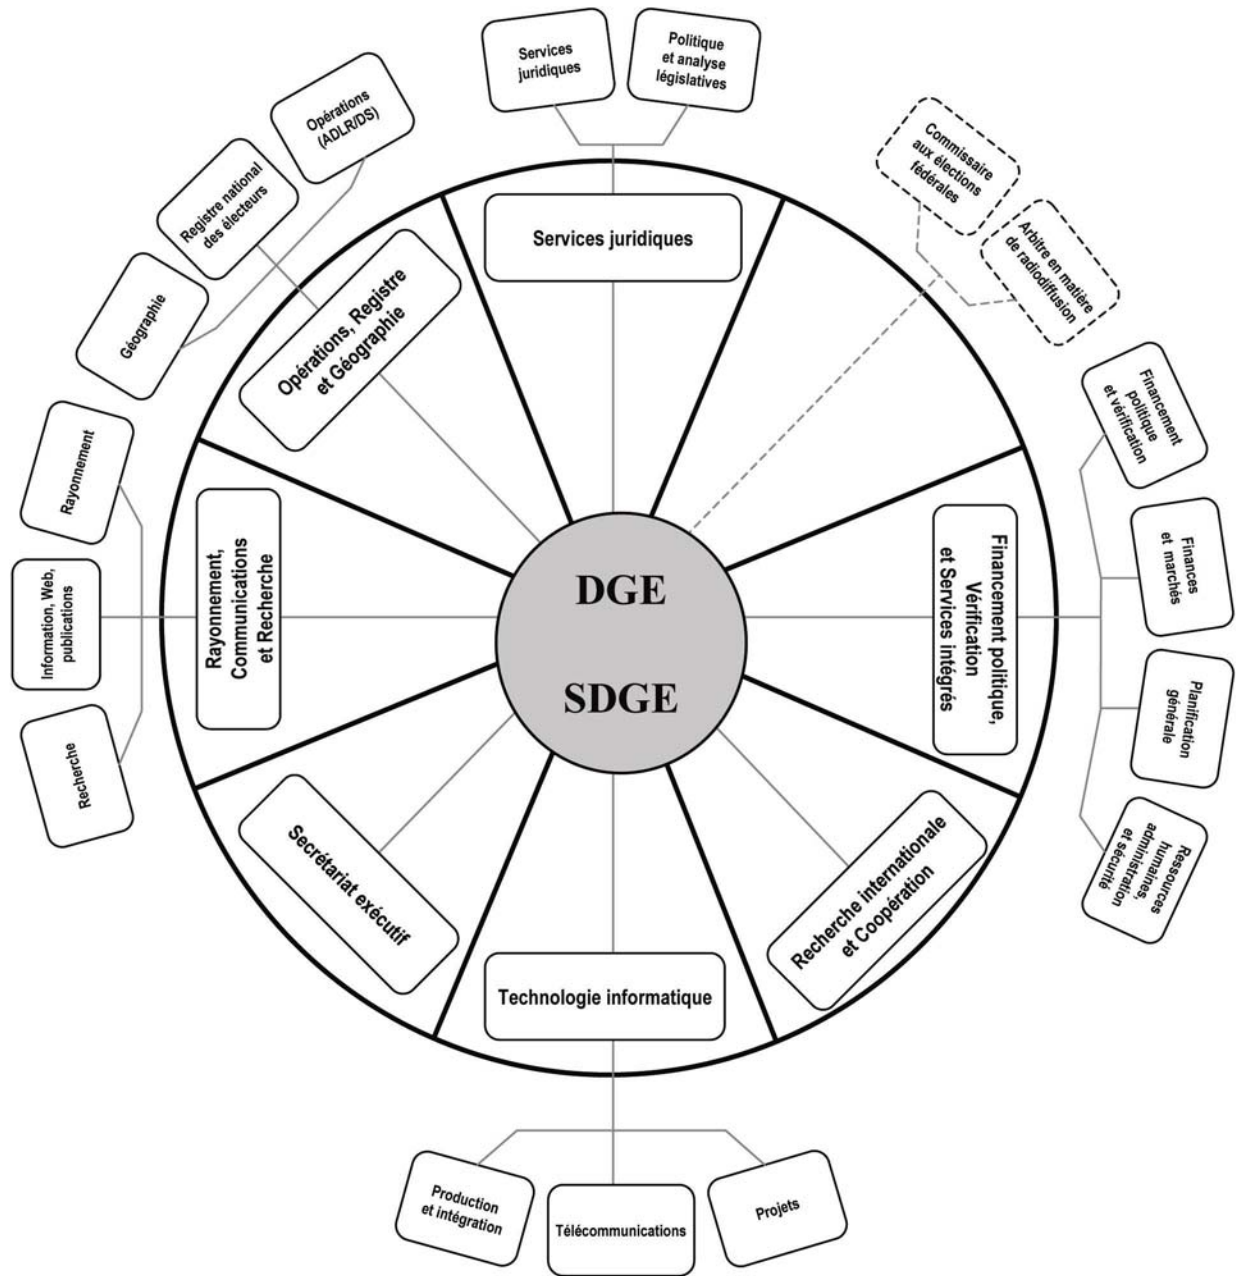 Services
juridiques
Politique
et analyse
législatives
Opérations
(ADLR/DS)
Registre national
des électeurs
Géographie
Commissaire
aux élections
fédérales
Arbitre en matière
de radiodiffusion
Services juridiques
Opérations, Registre
et Géographie
Financement
politique
et vérification
Finances
et marchés
Planification
générale
Ressources
humaines,
administration
et sécurité
Financement politique,
Vérification
et Services intégrés
Rayonnement
Information, Web,
publications
Recherche
Rayonnement,
Communications
et Recherche
DGE
SDGE
Secrétariat exécutif
Recherche internationale
et Coopération
Technologie informatique
Production
et intégration
Télécommunications
Projets